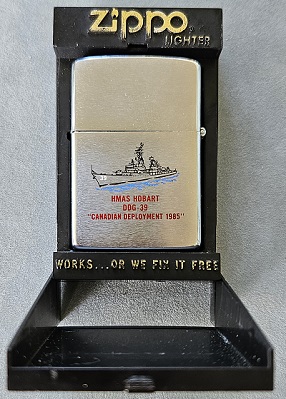 Zippo
LIGHTER
HMAS HOBART
DDG-39
"CANADIAN DEPLOYMENT 1985"
WORKS...OR WE FIX IT FREE